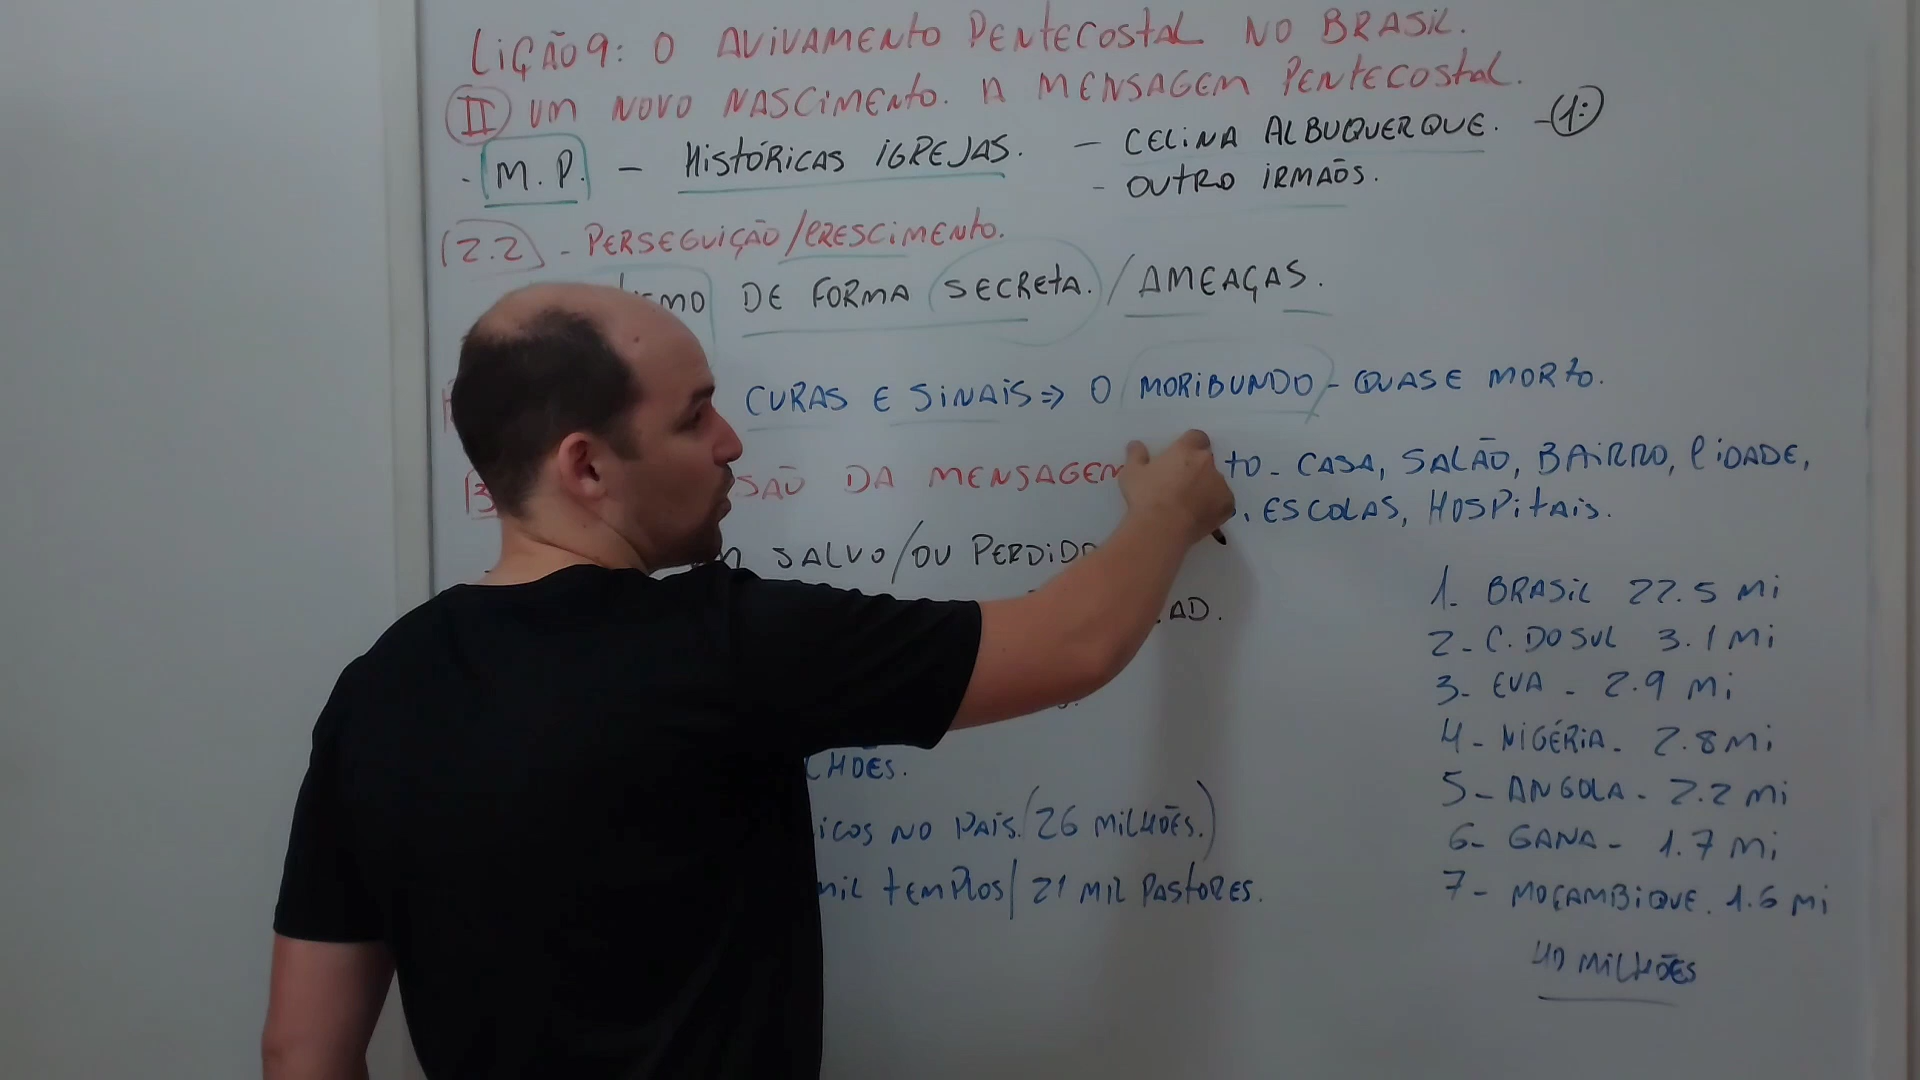 LIÇÃO 9: O AVIVAMENTO PENTECOSTAL NO BRASIL.
II UM NOVO NASCIMENTO. A MENSAGEM PENTECOSTAL.
- M.P. - HISTÓRICAS IGREJAS. - CELINA ALBUQUERQUE. - 1:
- OUTRO IRMAÕS.
2.2 - PERSEGUIÇÃO/CRESCIMENTO.
DE FORMA SECRETA. / AMEAÇAS.
CURAS E SINAIS => O MORIBUNDO - QUASE MORTO.
DA MENSAGEM
- CASA, SALÃO, BAIRRO, CIDADE,
ESCOLAS, HOSPITAIS.
SALVO/OU PERDIDO
AD.
1- BRASIL 22.5 Mi
2- C. DO SUL 3.1 Mi
3- EUA - 2.9 Mi
4- NIGÉRIA - 2.8 Mi
5- ANGOLA - 2.2 Mi
6- GANA - 1.7 Mi
7- MOÇAMBIQUE. 1.6 Mi
40 MILHÕES
NO PAÍS. (26 MILHÕES.)
MIL TEMPLOS/ 21 MIL PASTORES.